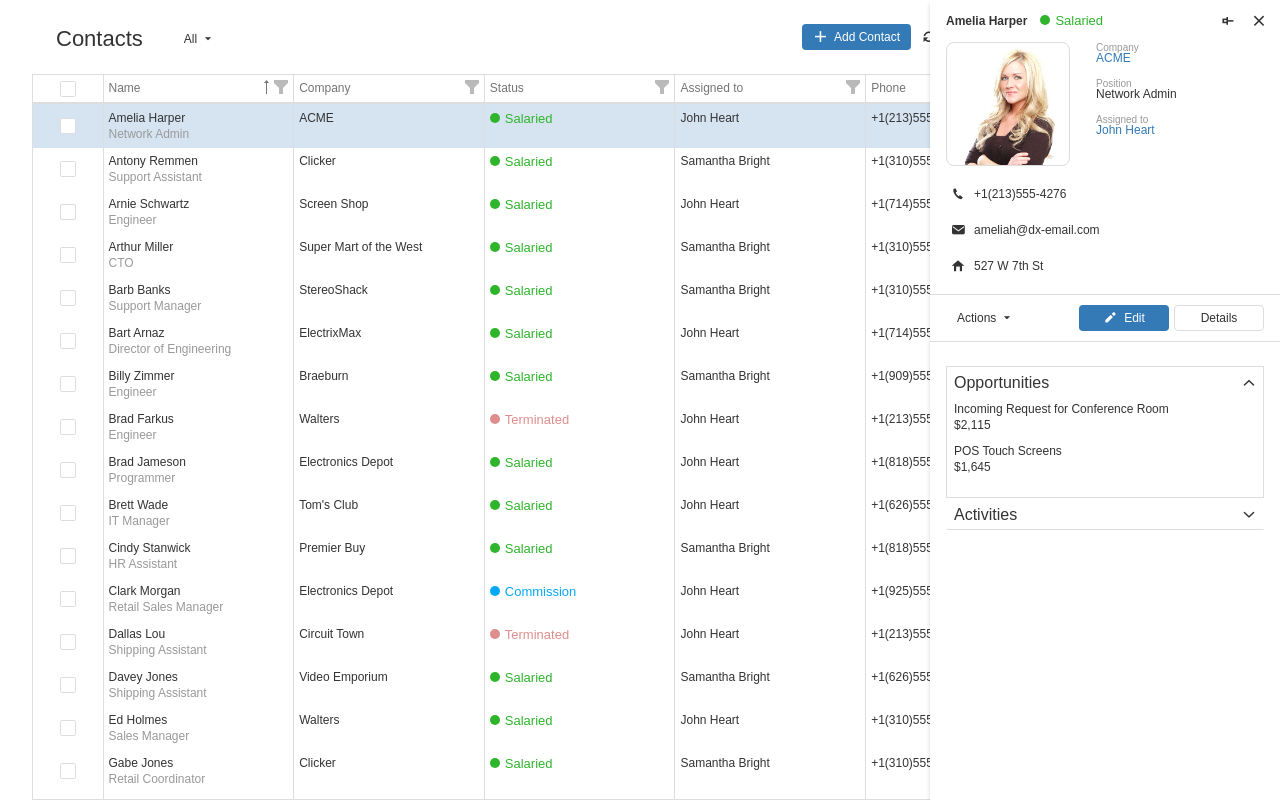 Contacts
All
Add Contact
Name
Company
Status
Assigned to
Phone
Amelia Harper
Network Admin
ACME
Salaried
John Heart
+1(213)555
Antony Remmen
Support Assistant
Clicker
Salaried
Samantha Bright
+1(310)555
Arnie Schwartz
Engineer
Screen Shop
Salaried
John Heart
+1(714)555
Arthur Miller
CTO
Super Mart of the West
Salaried
Samantha Bright
+1(310)555
Barb Banks
Support Manager
StereoShack
Salaried
Samantha Bright
+1(310)555
Bart Arnaz
Director of Engineering
ElectrixMax
Salaried
John Heart
+1(714)555
Billy Zimmer
Engineer
Braeburn
Salaried
Samantha Bright
+1(909)555
Brad Farkus
Engineer
Walters
Terminated
John Heart
+1(213)555
Brad Jameson
Programmer
Electronics Depot
Salaried
John Heart
+1(818)555
Brett Wade
IT Manager
Tom's Club
Salaried
John Heart
+1(626)555
Cindy Stanwick
HR Assistant
Premier Buy
Salaried
Samantha Bright
+1(818)555
Clark Morgan
Retail Sales Manager
Electronics Depot
Commission
John Heart
+1(925)555
Dallas Lou
Shipping Assistant
Circuit Town
Terminated
John Heart
+1(213)555
Davey Jones
Shipping Assistant
Video Emporium
Salaried
Samantha Bright
+1(626)555
Ed Holmes
Sales Manager
Walters
Salaried
John Heart
+1(310)555
Gabe Jones
Retail Coordinator
Clicker
Salaried
Samantha Bright
+1(310)555
Amelia Harper
Salaried
Company
ACME
Position
Network Admin
Assigned to
John Heart
+1(213)555-4276
ameliah@dx-email.com
527 W 7th St
Actions
Edit
Details
Opportunities
Incoming Request for Conference Room
$2,115
POS Touch Screens
$1,645
Activities